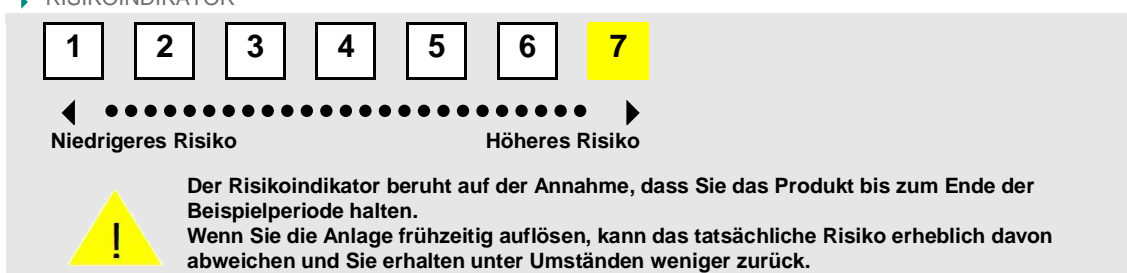 RISIKOINDIKATOR
1 2 3 4 5 6 7
Niedrigeres Risiko Höheres Risiko
Der Risikoindikator beruht auf der Annahme, dass Sie das Produkt bis zum Ende der
Beispielperiode halten.
! Wenn Sie die Anlage frühzeitig auflösen, kann das tatsächliche Risiko erheblich davon
abweichen und Sie erhalten unter Umständen weniger zurück.